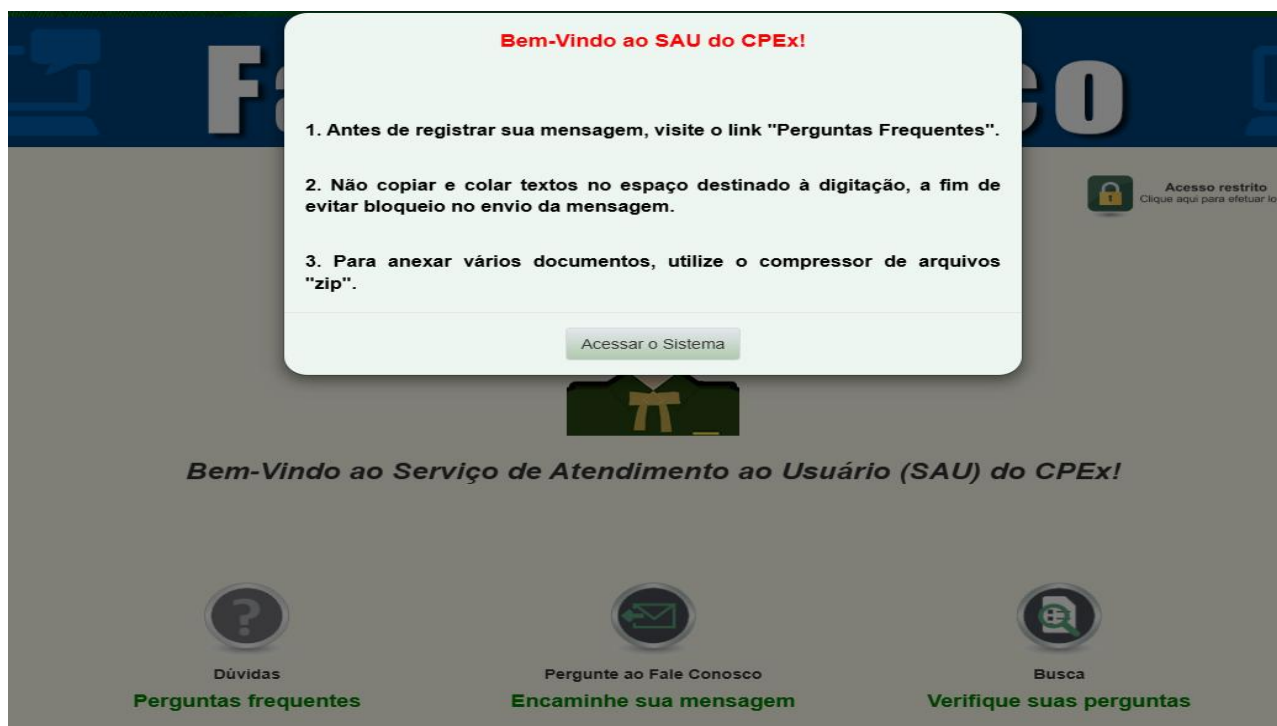 Bem-Vindo ao SAU do CPEx!
1. Antes de registrar sua mensagem, visite o link "Perguntas Frequentes".
2. Não copiar e colar textos no espaço destinado à digitação, a fim de
evitar bloqueio no envio da mensagem.
3. Para anexar vários documentos, utilize o compressor de arquivos
"zip".
Acessar o Sistema
Acesso restrito
Clique aqui para efetuar lo
Bem-Vindo ao Serviço de Atendimento ao Usuário (SAU) do CPEx!
Dúvidas
Perguntas frequentes
Pergunte ao Fale Conosco
Encaminhe sua mensagem
Busca
Verifique suas perguntas